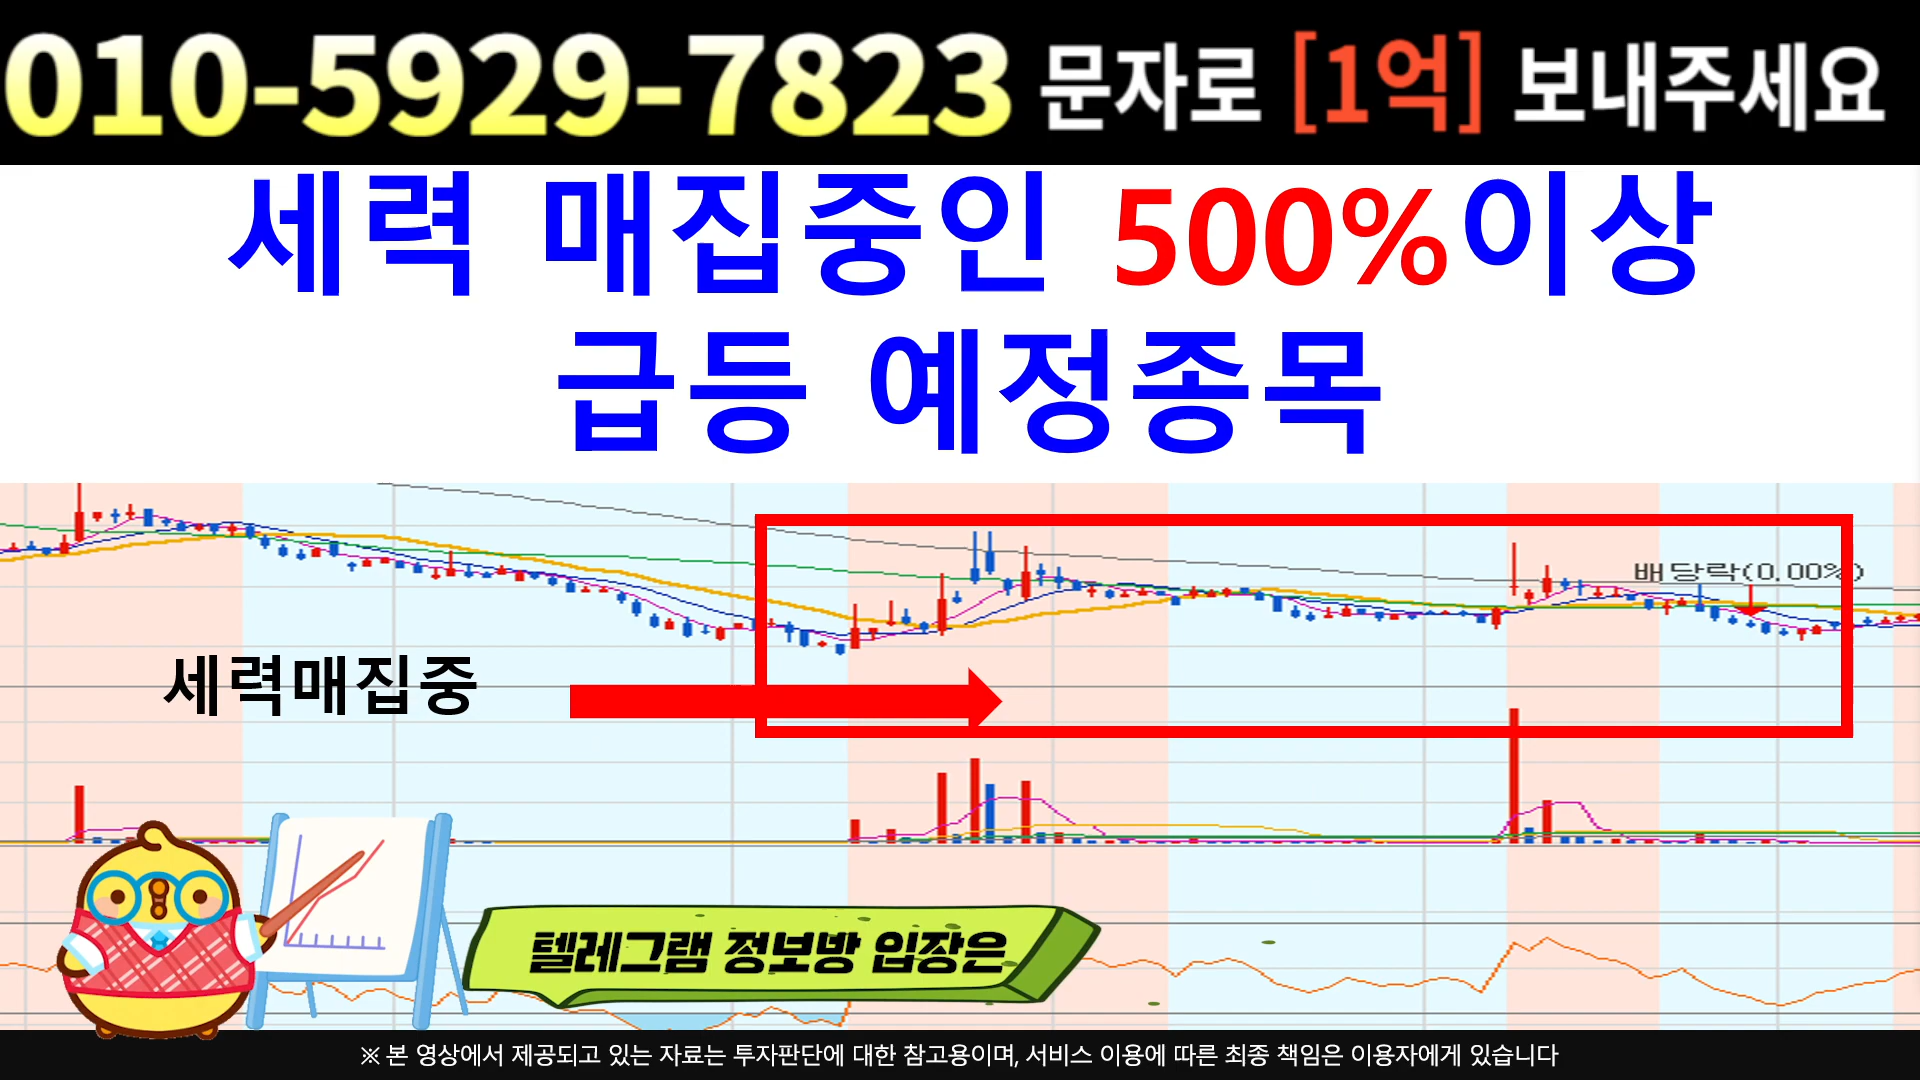 010-5929-7823 문자로 [1억] 보내주세요
세력 매집중인 500%이상
급등 예정종목
배당락(0.00%)
세력매집중
텔레그램 정보방 입장은
※ 본 영상에서 제공되고 있는 자료는 투자판단에 대한 참고용이며, 서비스 이용에 따른 최종 책임은 이용자에게 있습니다